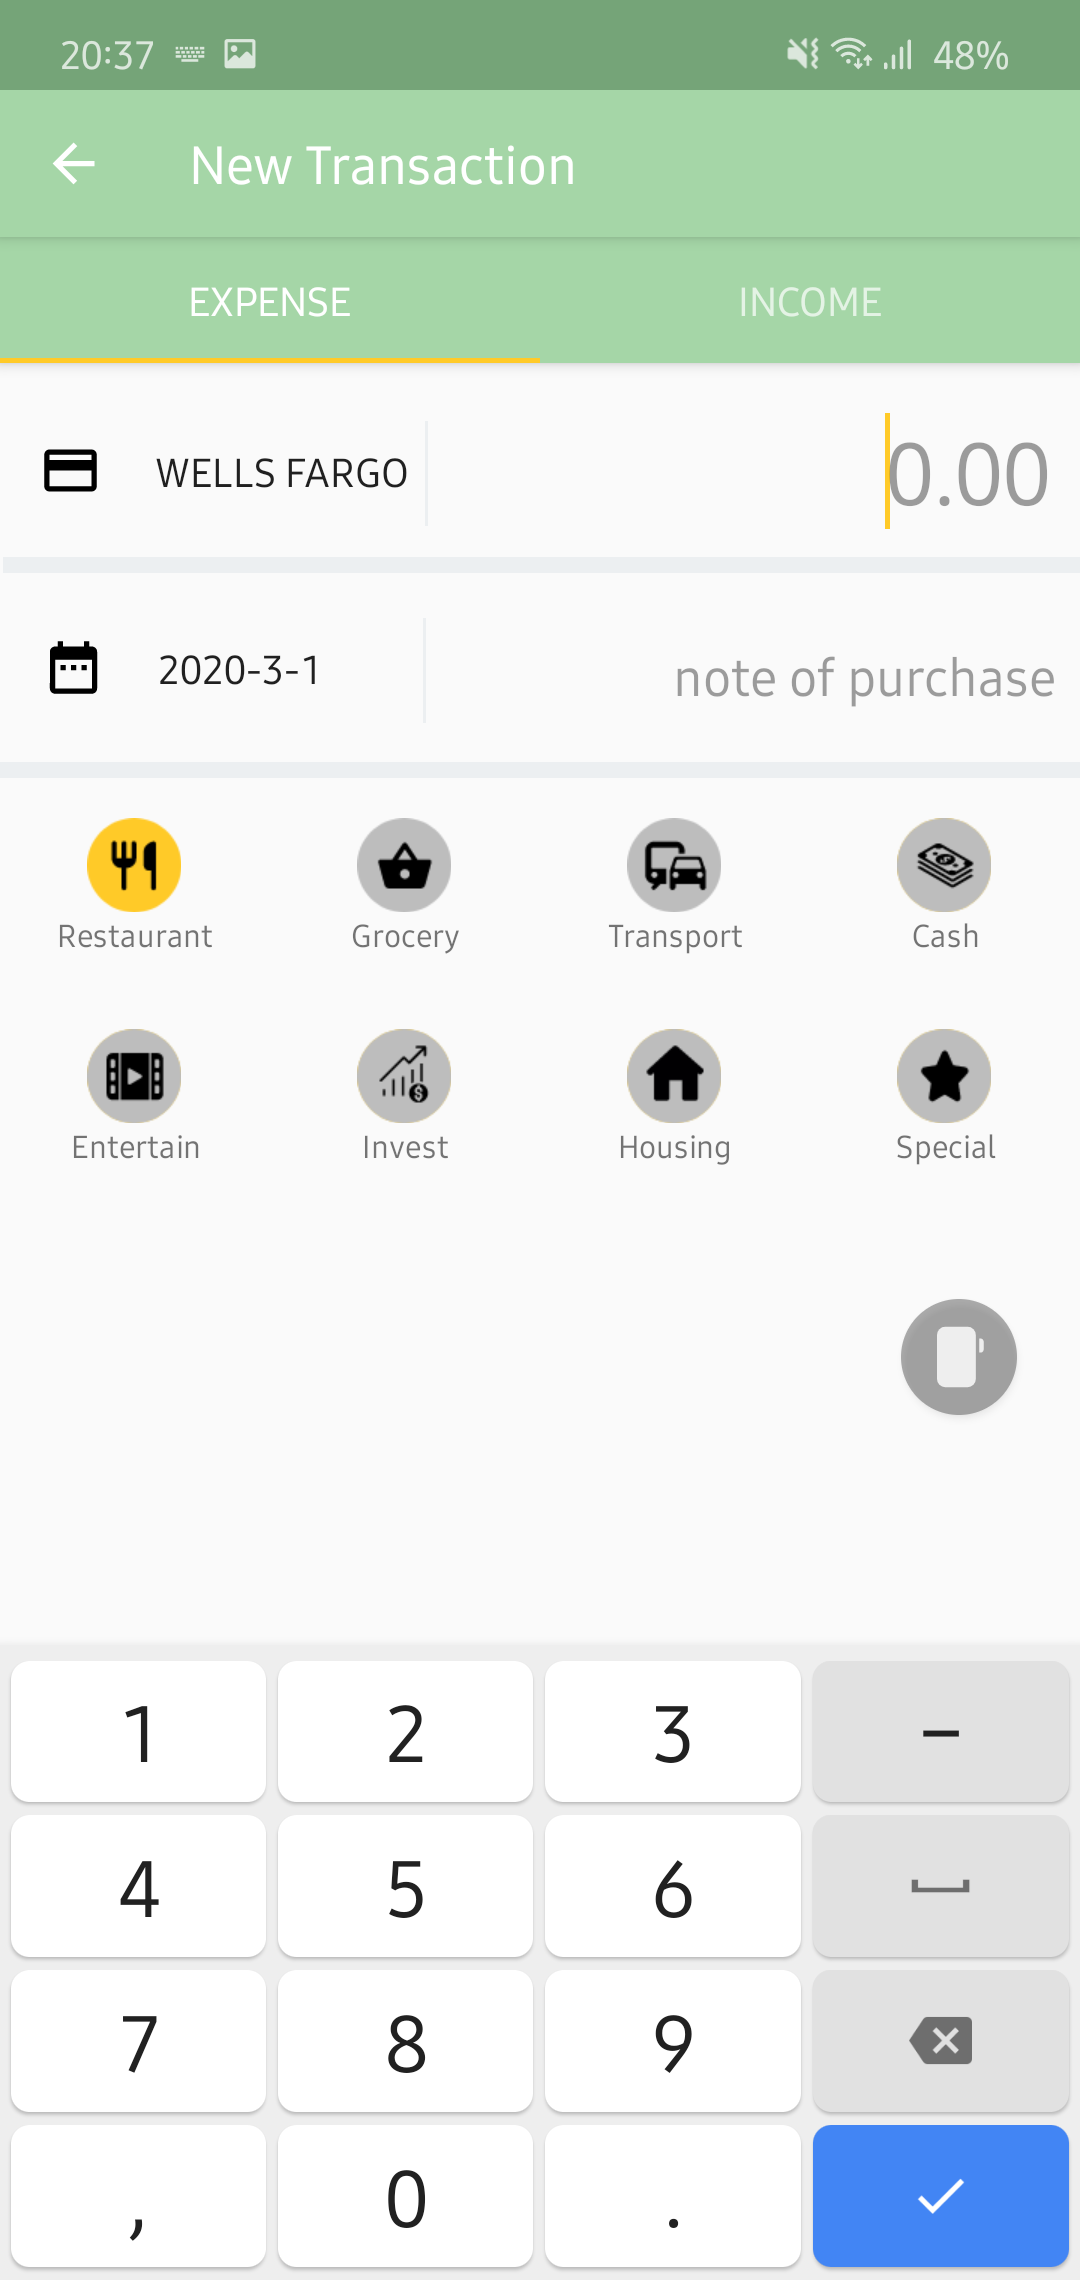 20:37 48%
New Transaction
EXPENSE INCOME
WELLS FARGO 0.00
2020-3-1 note of purchase
Restaurant Grocery Transport Cash
Entertain Invest Housing Special
1 2 3 –
4 5 6
7 8 9
, 0 .